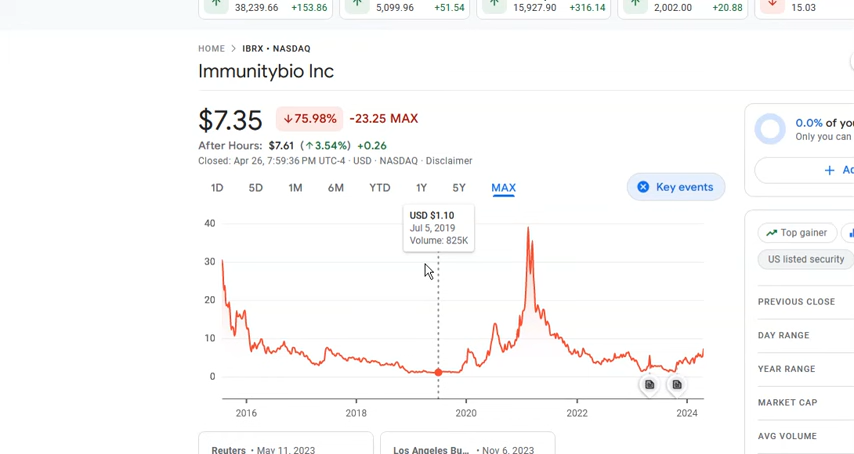 38,239.66 +153.86 5,099.96 +51.54 15,927.90 +316.14 2,002.00 +20.88 15.03
HOME > IBRX • NASDAQ
Immunitybio Inc
$7.35 ↓75.98% -23.25 MAX
After Hours: $7.61 (↑3.54%) +0.26
Closed: Apr 26, 7:59:36 PM UTC-4 · USD · NASDAQ · Disclaimer
1D 5D 1M 6M YTD 1Y 5Y MAX
Key events
USD $1.10
Jul 5, 2019
Volume: 825K
40
30
20
10
0
2016 2018 2020 2022 2024
Reuters • May 11, 2023
Los Angeles Bu... • Nov 6, 2023
0.0% of you
Only you can
+ Ad
Top gainer
US listed security
PREVIOUS CLOSE
DAY RANGE
YEAR RANGE
MARKET CAP
AVG VOLUME